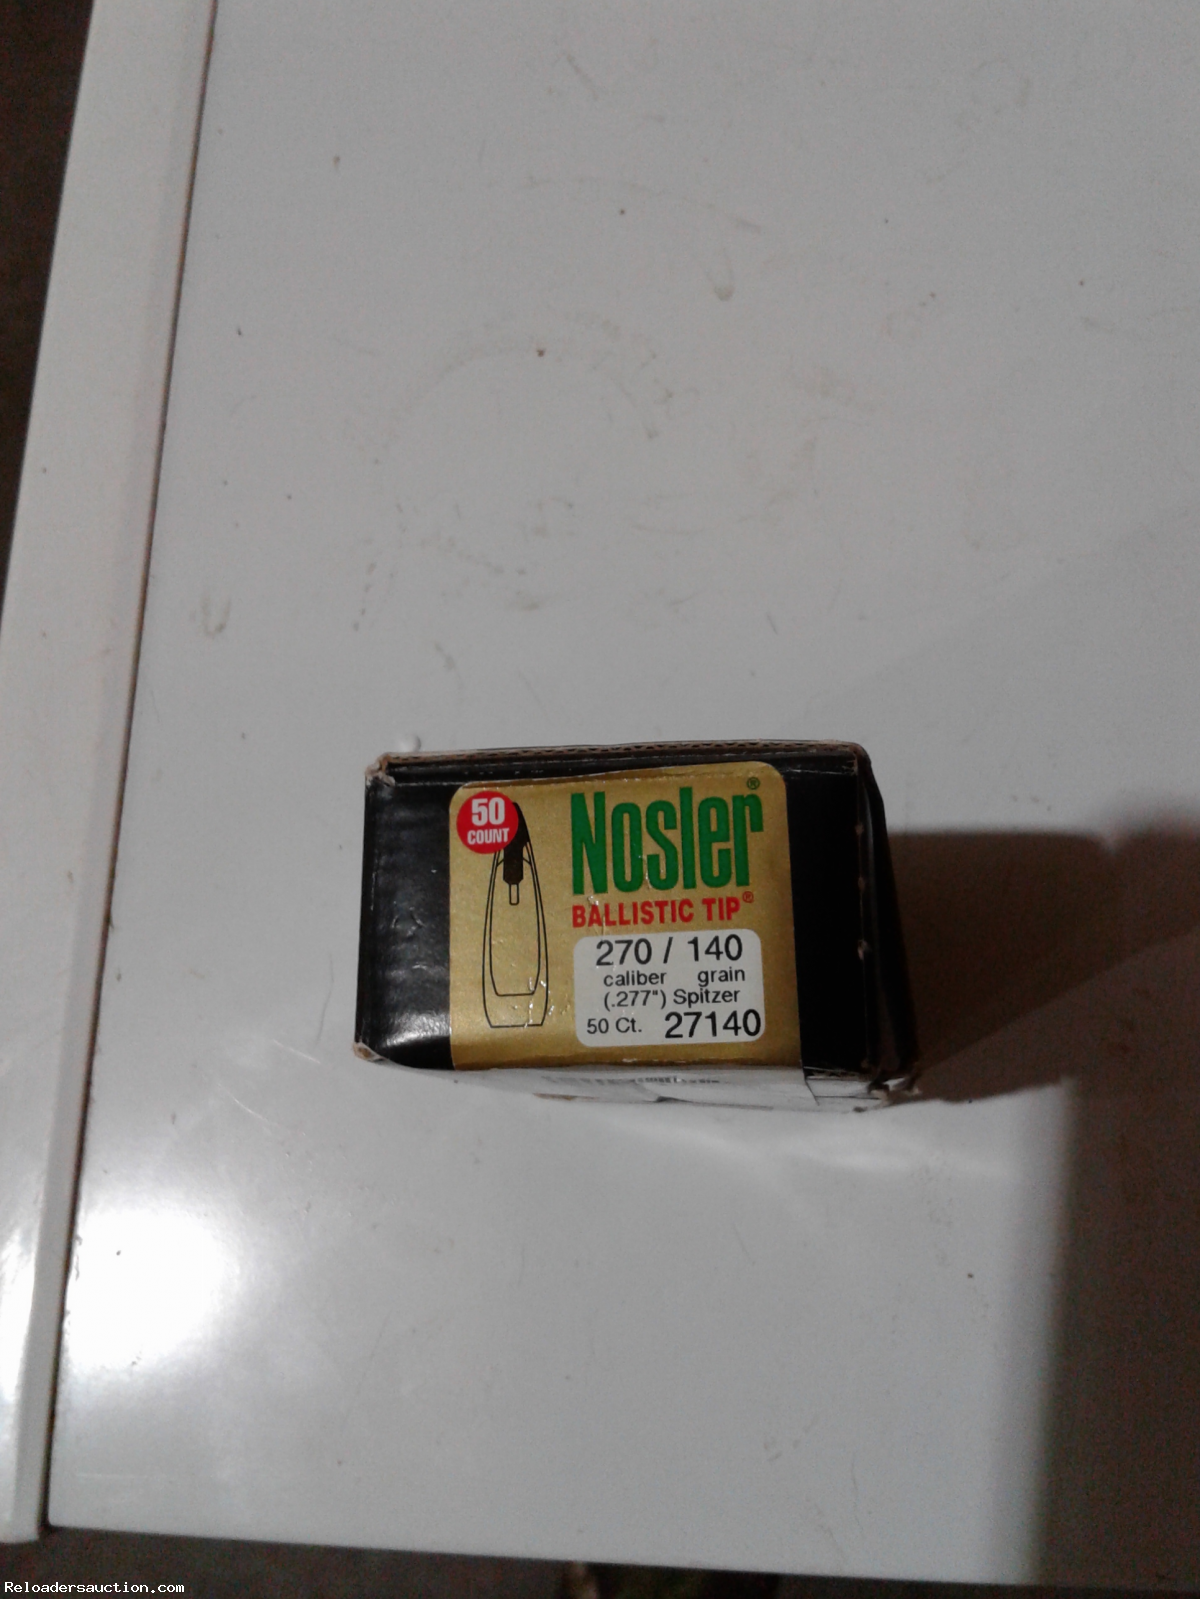 50
COUNT
Nosler®
BALLISTIC TIP®
270 / 140
caliber grain
(.277") Spitzer
50 Ct. 27140
Reloadersauction.com